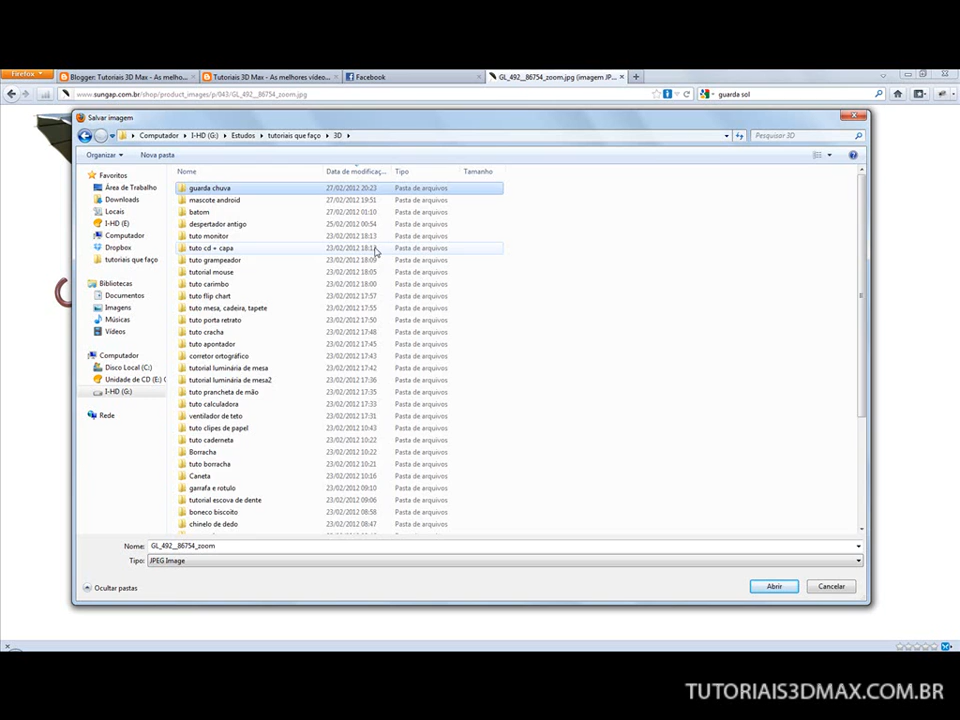 Firefox
Blogger: Tutoriais 3D Max - As melho...
Tutoriais 3D Max - As melhores vídeo...
Facebook
GL_492__86754_zoom.jpg (imagem JP...
www.sungap.com.br/shop/product_images/p/043/GL_492__86754_zoom.jpg
guarda sol
Salvar imagem
Computador
I-HD (G:)
Estudos
tutoriais que faço
3D
Pesquisar 3D
Organizar
Nova pasta
Nome
Data de modificaç...
Tipo
Tamanho
Favoritos
Área de Trabalho
Downloads
Locais
I-HD (E)
Computador
Dropbox
tutoriais que faço
Bibliotecas
Documentos
Imagens
Músicas
Vídeos
Computador
Disco Local (C:)
Unidade de CD (E:) (
I-HD (G:)
Rede
guarda chuva 27/02/2012 20:23 Pasta de arquivos
mascote android 27/02/2012 19:51 Pasta de arquivos
batom 27/02/2012 01:10 Pasta de arquivos
despertador antigo 25/02/2012 00:54 Pasta de arquivos
tuto monitor 23/02/2012 18:13 Pasta de arquivos
tuto cd + capa 23/02/2012 Pasta de arquivos
tuto grampeador 23/02/2012 18:09 Pasta de arquivos
tutorial mouse 23/02/2012 18:05 Pasta de arquivos
tuto carimbo 23/02/2012 18:00 Pasta de arquivos
tuto flip chart 23/02/2012 17:57 Pasta de arquivos
tuto mesa, cadeira, tapete 23/02/2012 17:55 Pasta de arquivos
tuto porta retrato 23/02/2012 17:50 Pasta de arquivos
tuto cracha 23/02/2012 17:48 Pasta de arquivos
tuto apontador 23/02/2012 17:45 Pasta de arquivos
corretor ortográfico 23/02/2012 17:43 Pasta de arquivos
tutorial luminária de mesa 23/02/2012 17:42 Pasta de arquivos
tutorial luminária de mesa2 23/02/2012 17:36 Pasta de arquivos
tuto prancheta de mão 23/02/2012 17:35 Pasta de arquivos
tuto calculadora 23/02/2012 17:33 Pasta de arquivos
ventilador de teto 23/02/2012 17:31 Pasta de arquivos
tuto clipes de papel 23/02/2012 10:43 Pasta de arquivos
tuto caderneta 23/02/2012 10:22 Pasta de arquivos
Borracha 23/02/2012 10:22 Pasta de arquivos
tuto borracha 23/02/2012 10:21 Pasta de arquivos
Caneta 23/02/2012 10:16 Pasta de arquivos
garrafa e rotulo 23/02/2012 09:10 Pasta de arquivos
tutorial escova de dente 23/02/2012 09:06 Pasta de arquivos
boneco biscoito 23/02/2012 08:58 Pasta de arquivos
chinelo de dedo 23/02/2012 08:47 Pasta de arquivos
Nome: GL_492__86754_zoom
Tipo: JPEG Image
Ocultar pastas
Abrir
Cancelar
TUTORIAIS3DMAX.COM.BR